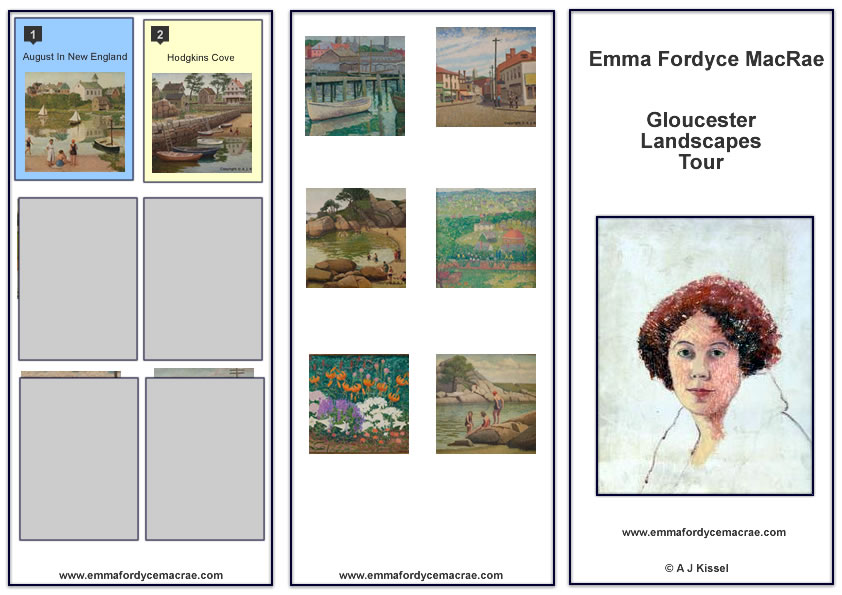 1
August In New England
2
Hodgkins Cove
www.emmafordycemacrae.com
www.emmafordycemacrae.com
Emma Fordyce MacRae
Gloucester
Landscapes
Tour
www.emmafordycemacrae.com
© A J Kissel